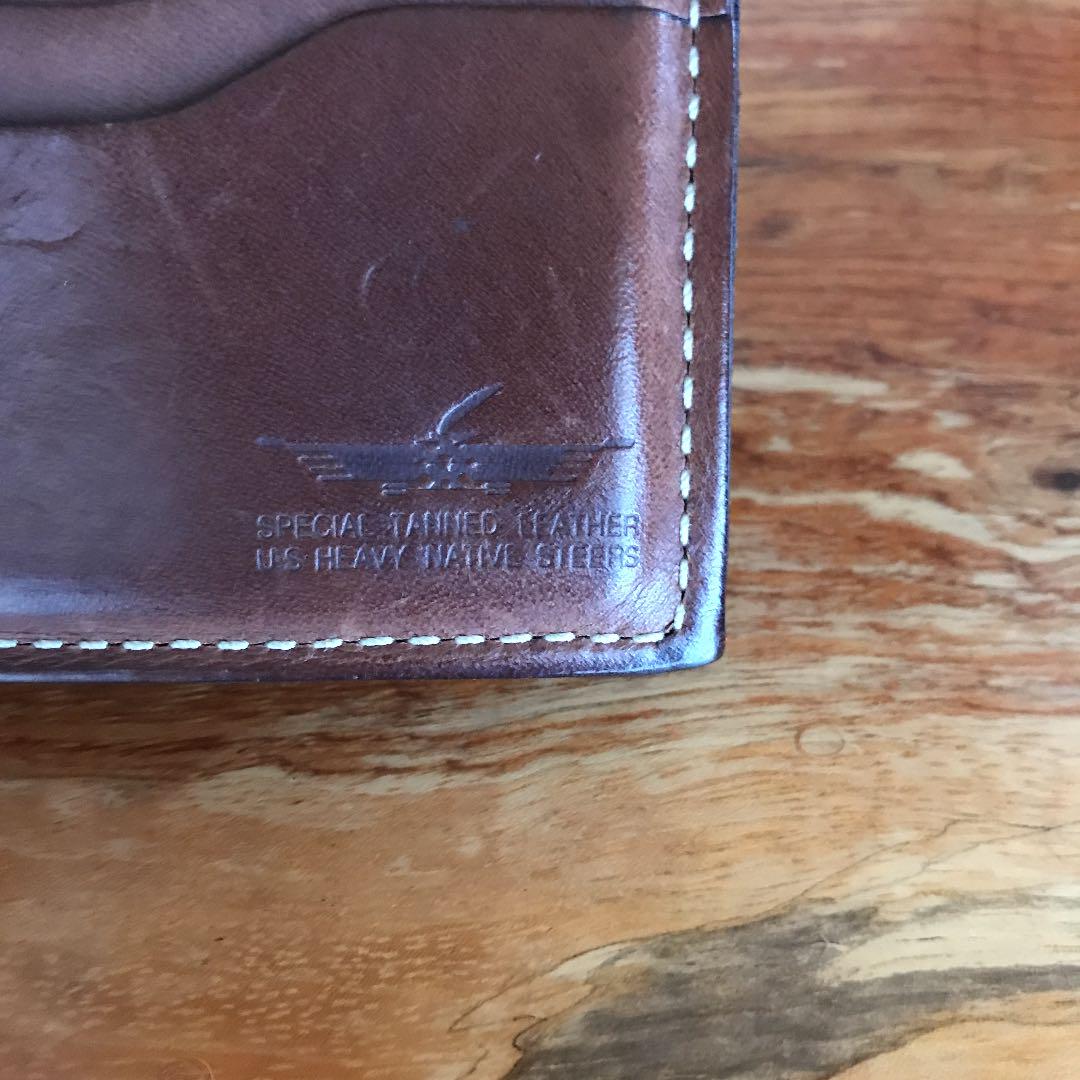 SPECIAL TANNED LEATHER
U.S HEAVY NATIVE STEERS